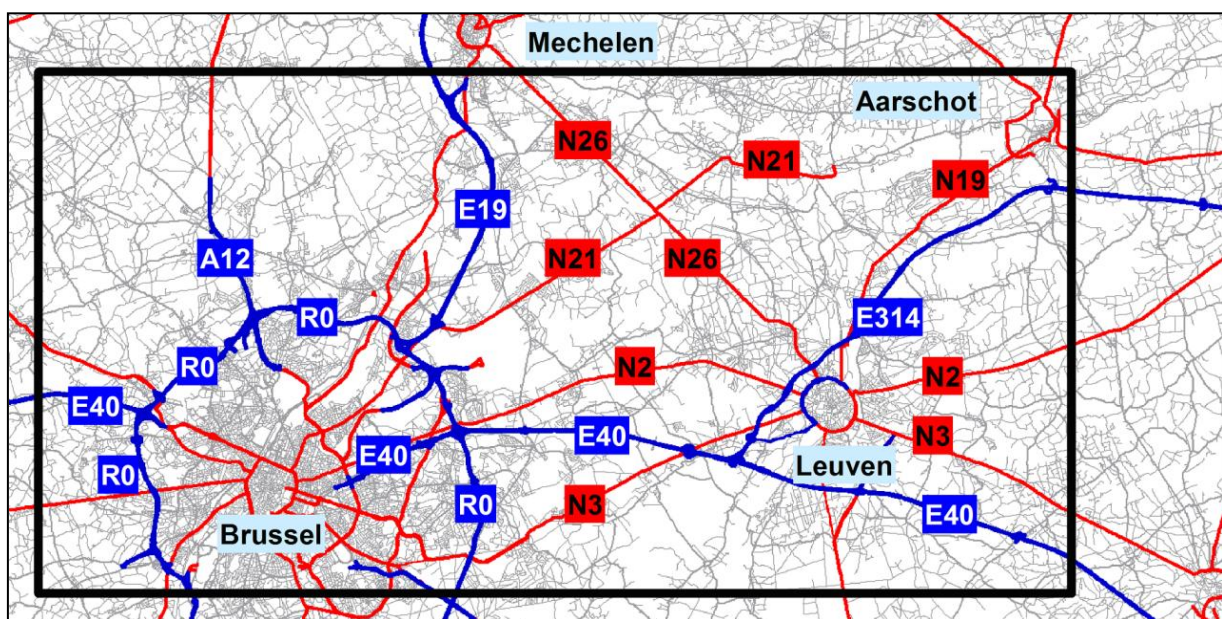 Mechelen
Aarschot
N26
N21
N19
E19
A12
N21
N26
R0
E314
R0
N2
N2
E40
E40
E40
N3
R0
Leuven
R0
N3
E40
Brussel